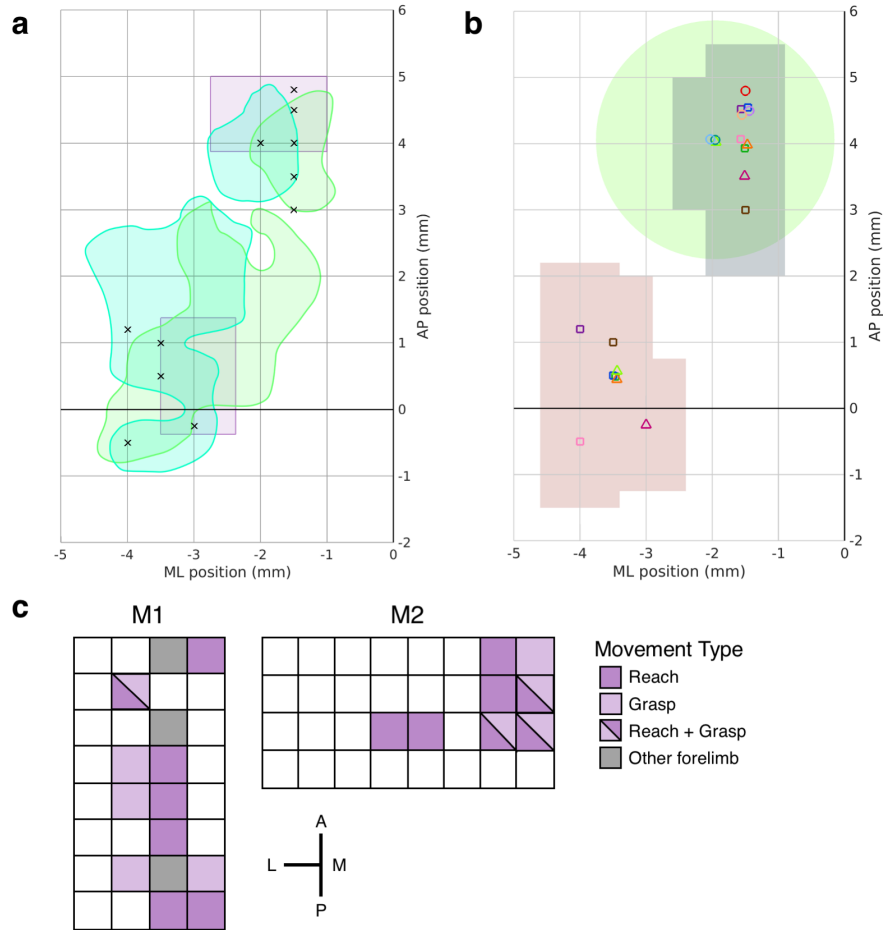 a
b
6
5
4
3
2
1
0
-1
-2
AP position (mm)
-5
-4
-3
-2
-1
0
ML position (mm)
6
5
4
3
2
1
0
-1
-2
AP position (mm)
-5
-4
-3
-2
-1
0
ML position (mm)
c
M1
M2
Movement Type
Reach
Grasp
Reach + Grasp
Other forelimb
A
L
M
P